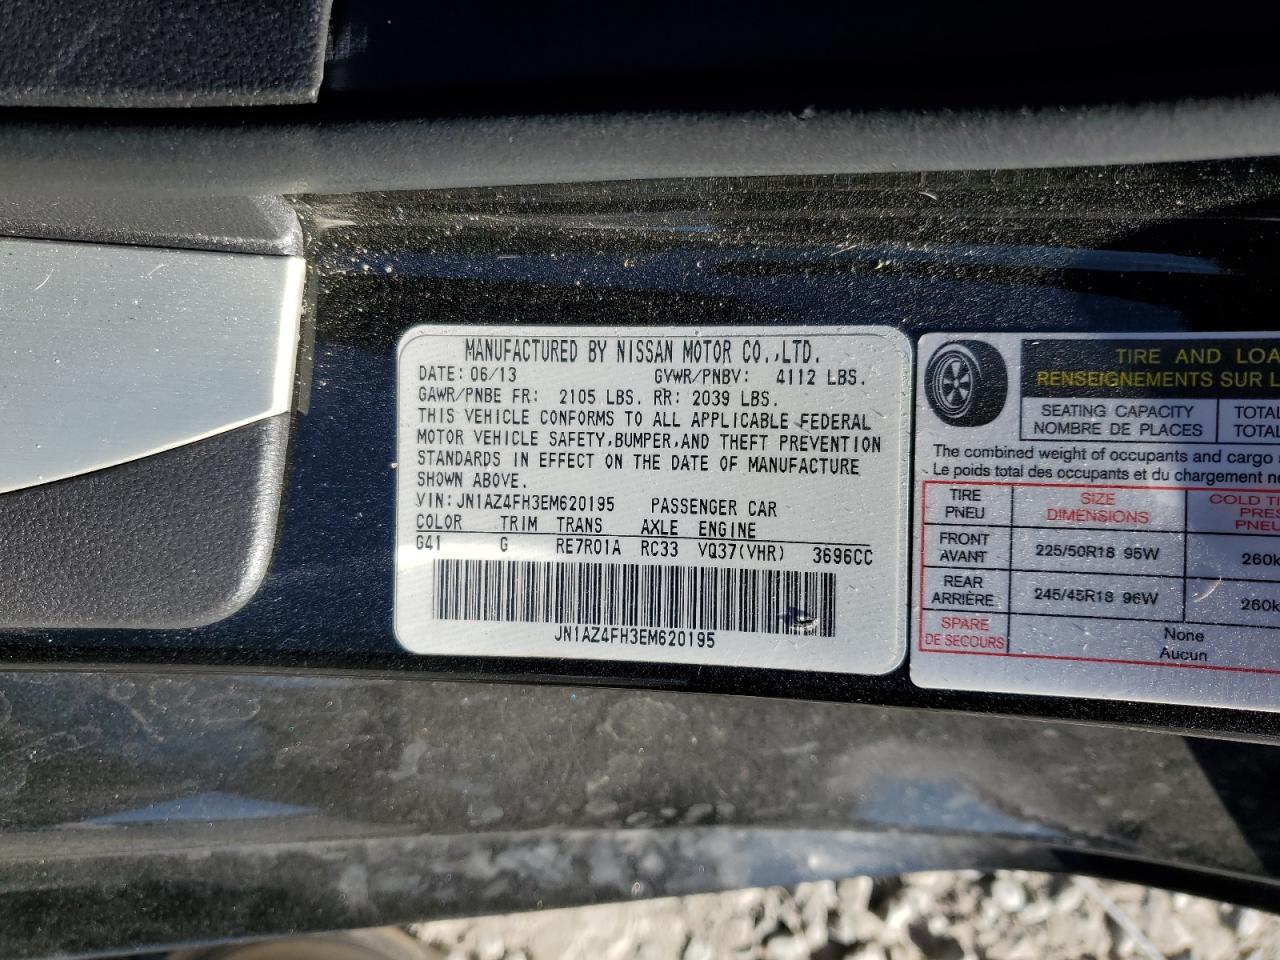 MANUFACTURED BY NISSAN MOTOR CO.,LTD.
DATE: 06/13 GVWR/PNBV: 4112 LBS.
GAWR/PNBE FR: 2105 LBS. RR: 2039 LBS.
THIS VEHICLE CONFORMS TO ALL APPLICABLE FEDERAL
MOTOR VEHICLE SAFETY,BUMPER,AND THEFT PREVENTION
STANDARDS IN EFFECT ON THE DATE OF MANUFACTURE
SHOWN ABOVE.
VIN: JN1AZ4FH3EM620195 PASSENGER CAR
COLOR TRIM TRANS AXLE ENGINE
G41 G RE7R01A RC33 VQ37(VHR) 3696CC
JN1AZ4FH3EM620195
TIRE AND LOA
RENSEIGNEMENTS SUR L
SEATING CAPACITY TOTAL
NOMBRE DE PLACES TOTAL
The combined weight of occupants and cargo s
Le poids total des occupants et du chargement ne
TIRE SIZE COLD TI
PNEU DIMENSIONS PRES
PNEU
FRONT
AVANT 225/50R18 95W 260k
REAR
ARRIÈRE 245/45R18 96W 260k
SPARE None
DE SECOURS Aucun